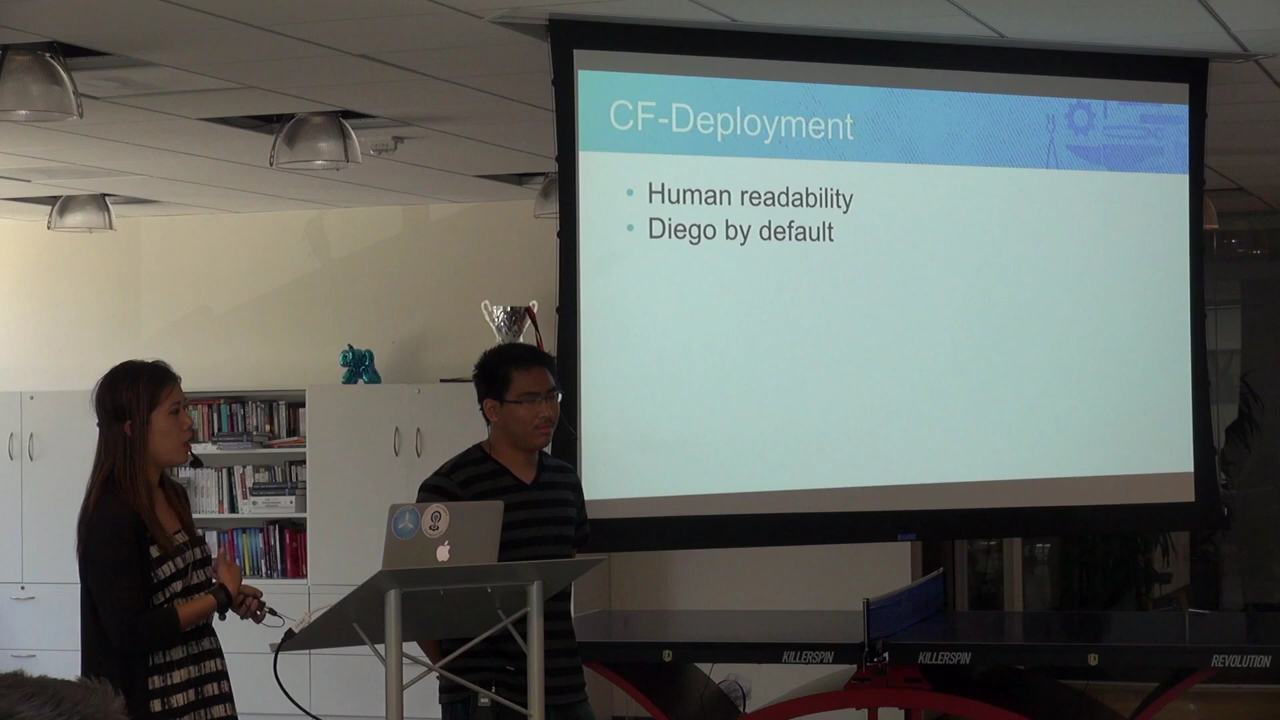 CF-Deployment
• Human readability
• Diego by default
KILLERSPIN
KILLERSPIN
REVOLUTION